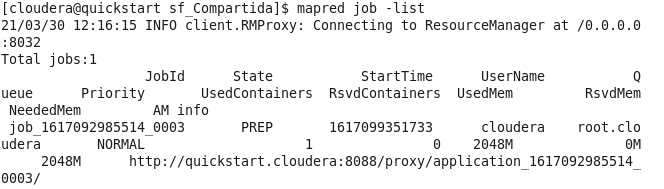 [cloudera@quickstart sf_Compartida]$ mapred job -list
21/03/30 12:16:15 INFO client.RMProxy: Connecting to ResourceManager at /0.0.0.0
:8032
Total jobs:1
                  JobId      State           StartTime      UserName           Q
ueue      Priority       UsedContainers  RsvdContainers  UsedMem         RsvdMem
 NeededMem         AM info
 job_1617092985514_0003       PREP       1617099351733      cloudera    root.clo
udera       NORMAL                    1               0    2048M              0M
     2048M      http://quickstart.cloudera:8088/proxy/application_1617092985514_
0003/